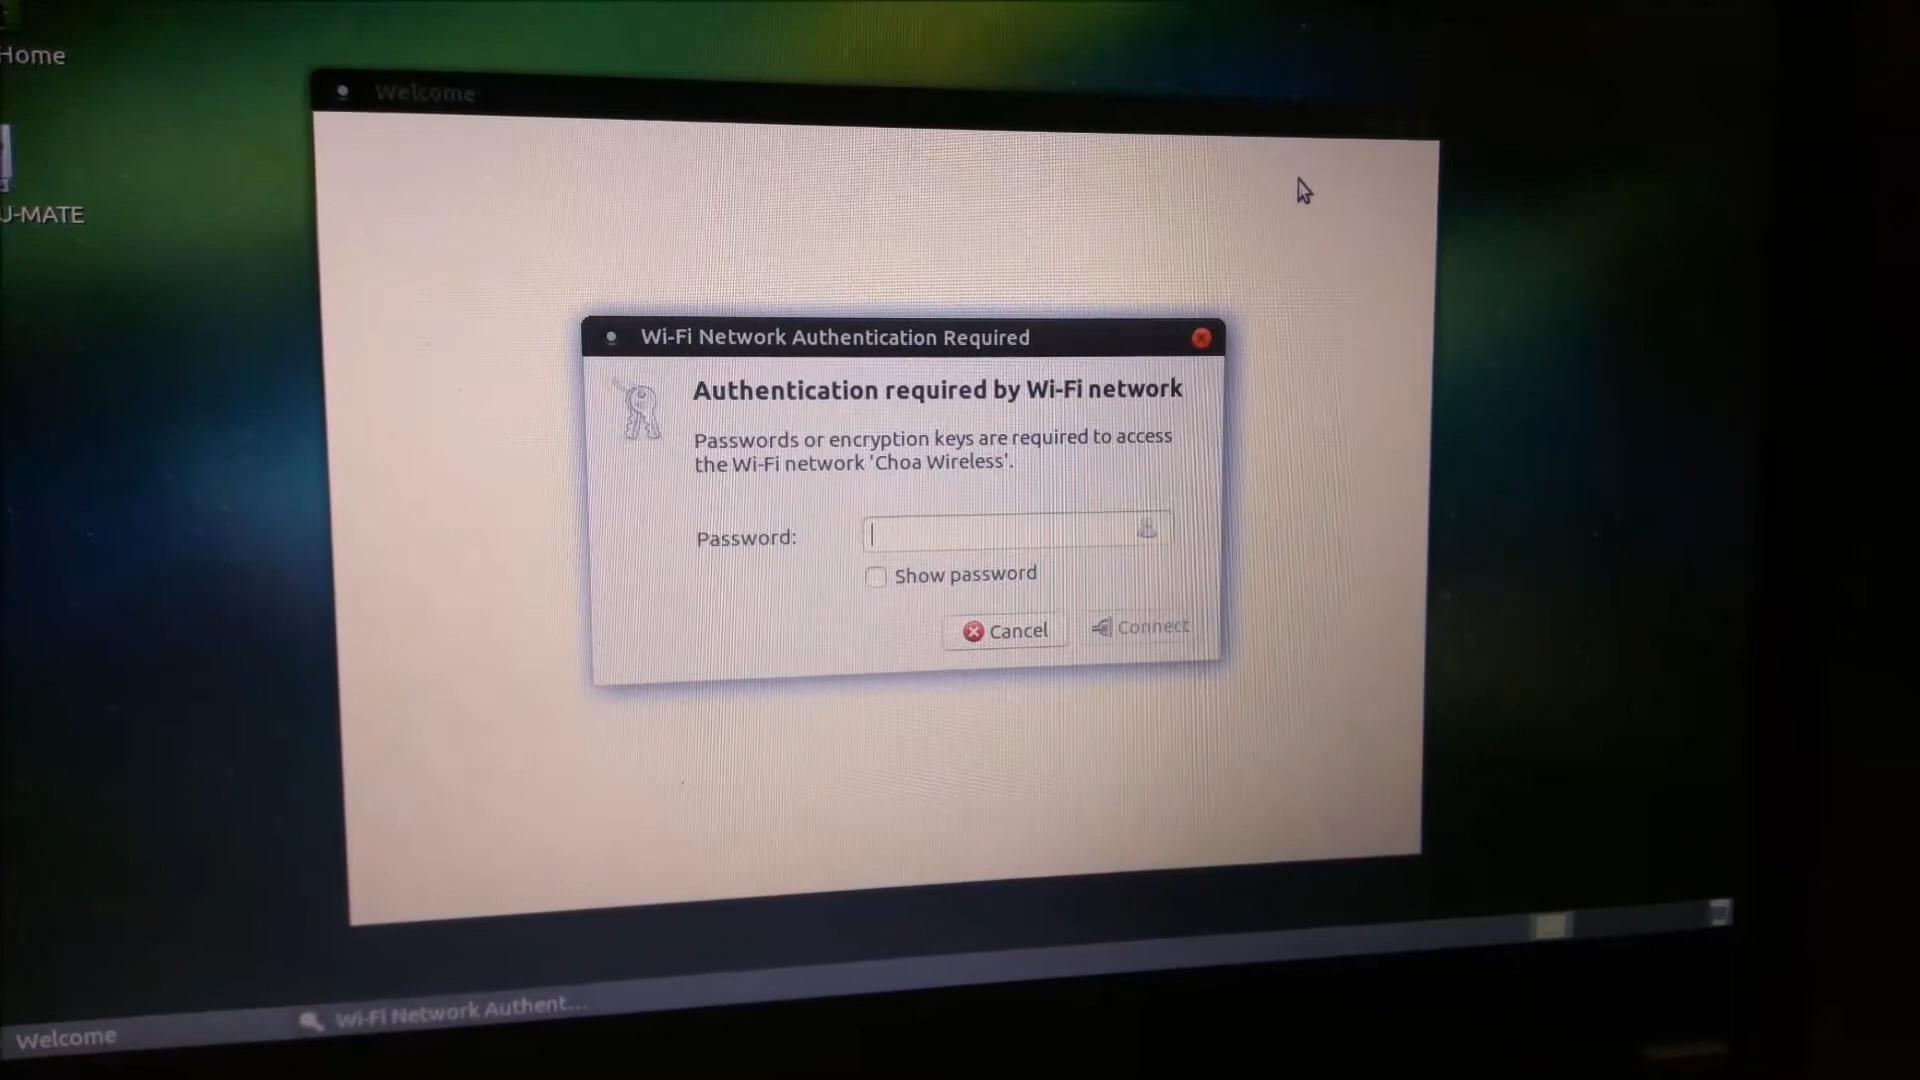 Home
U-MATE
Welcome
Wi-Fi Network Authentication Required
Authentication required by Wi-Fi network
Passwords or encryption keys are required to access
the Wi-Fi network 'Choa Wireless'.
Password:
Show password
Cancel
Connect
Wi-Fi Network Authent...
Welcome